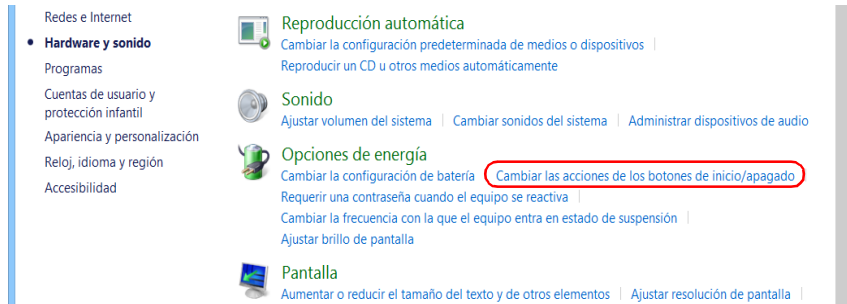 Redes e Internet
Hardware y sonido
Programas
Cuentas de usuario y
protección infantil
Apariencia y personalización
Reloj, idioma y región
Accesibilidad
Reproducción automática
Cambiar la configuración predeterminada de medios o dispositivos
Reproducir un CD u otros medios automáticamente
Sonido
Ajustar volumen del sistema | Cambiar sonidos del sistema | Administrar dispositivos de audio
Opciones de energía
Cambiar la configuración de batería | Cambiar las acciones de los botones de inicio/apagado
Requerir una contraseña cuando el equipo se reactiva
Cambiar la frecuencia con la que el equipo entra en estado de suspensión
Ajustar brillo de pantalla
Pantalla
Aumentar o reducir el tamaño del texto y de otros elementos | Ajustar resolución de pantalla